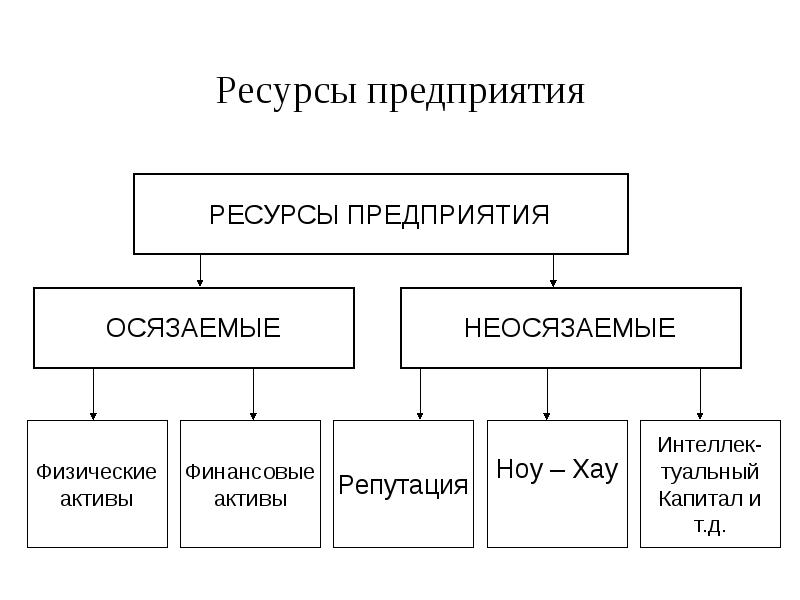 Ресурсы предприятия
РЕСУРСЫ ПРЕДПРИЯТИЯ
ОСЯЗАЕМЫЕ
НЕОСЯЗАЕМЫЕ
Физические
активы
Финансовые
активы
Репутация
Ноу – Хау
Интеллек-
туальный
Капитал и
т.д.